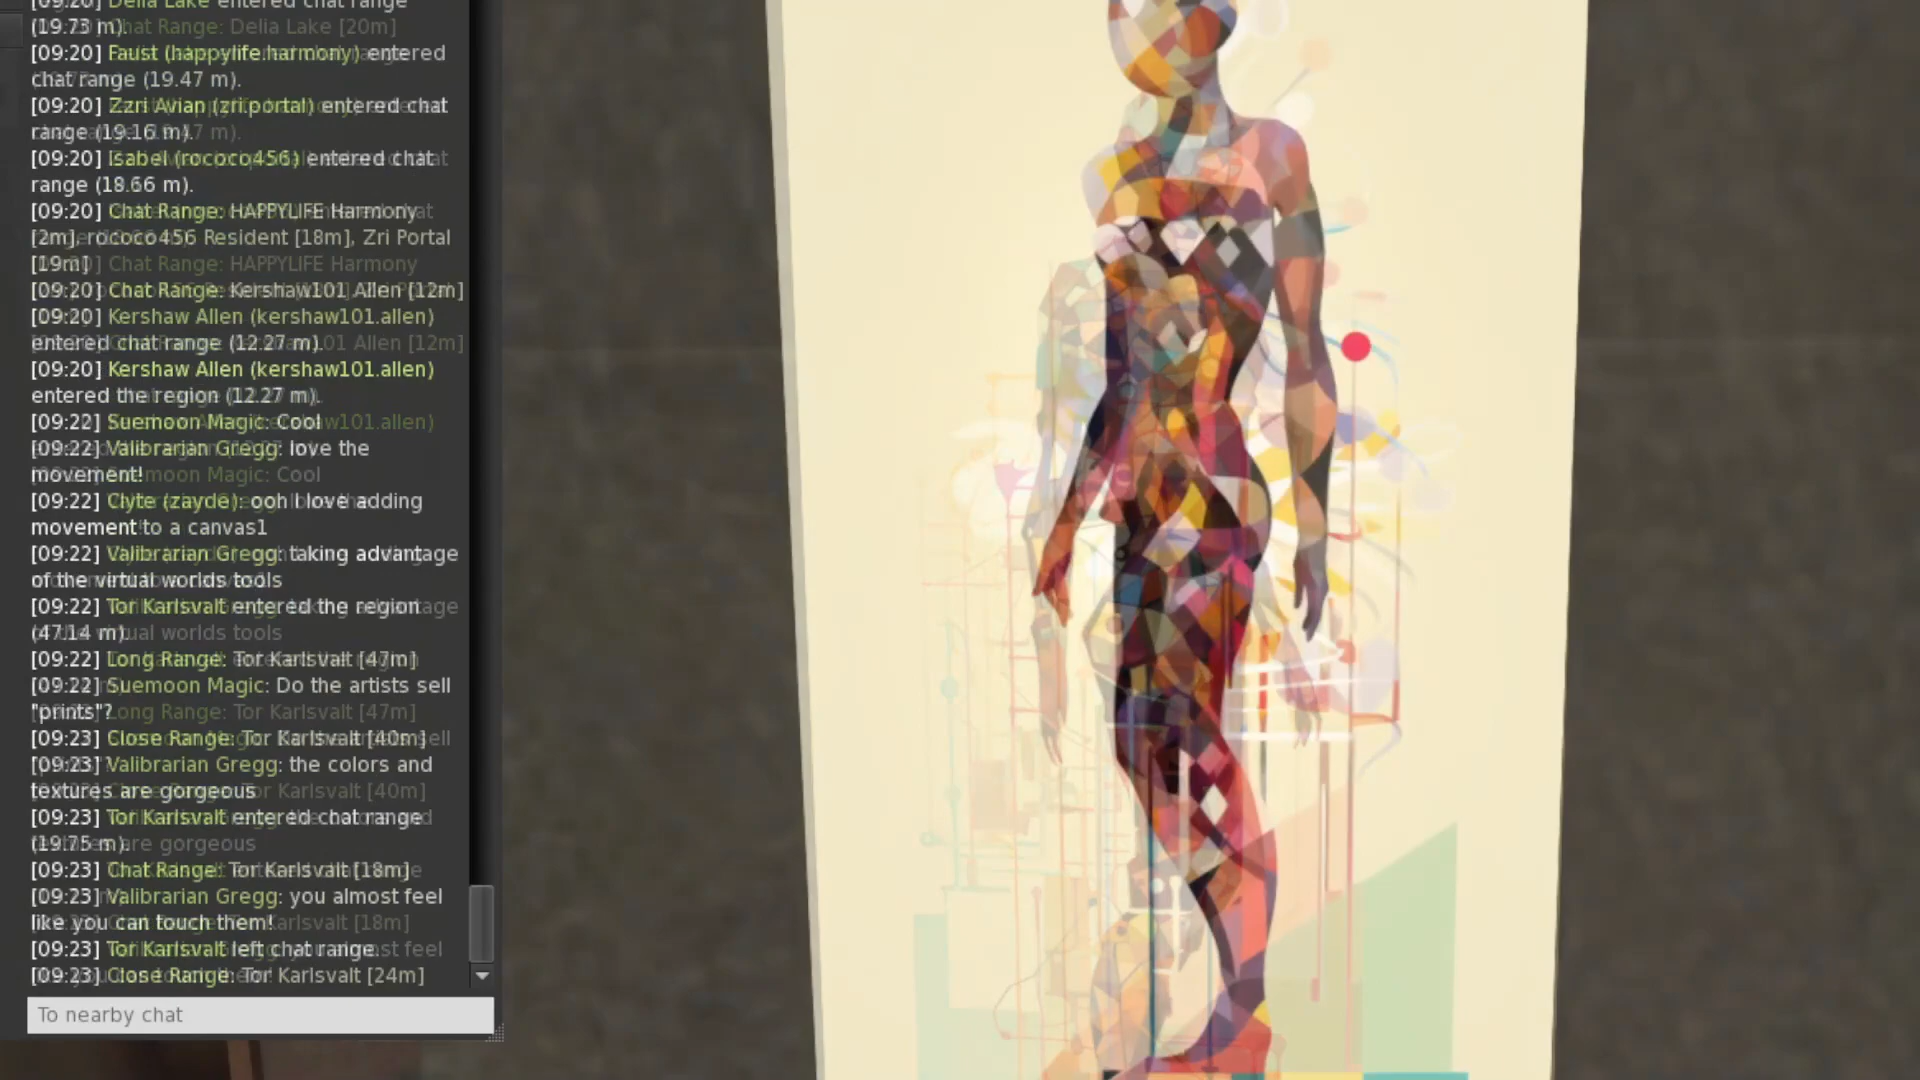 [09:20] Delia Lake entered chat range
(19.73 m).
[09:20] Faust (happylife.harmony) entered
chat range (19.47 m).
[09:20] Zzri Avian (zri.portal) entered chat
range (19.16 m).
[09:20] Isabel (rococo456) entered chat
range (18.66 m).
[09:20] Chat Range: HAPPYLIFE Harmony
[2m], rococo456 Resident [18m], Zri Portal
[19m]
[09:20] Chat Range: Kershaw101 Allen [12m]
[09:20] Kershaw Allen (kershaw101.allen)
entered chat range (12.27 m).
[09:20] Kershaw Allen (kershaw101.allen)
entered the region (12.27 m).
[09:22] Suemoon Magic: Cool
[09:22] Valibrarian Gregg: love the
movement!
[09:22] Clyte (zayde): ooh I love adding
movement to a canvas1
[09:22] Valibrarian Gregg: taking advantage
of the virtual worlds tools
[09:22] Tor Karlsvalt entered the region
(47.14 m).
[09:22] Long Range: Tor Karlsvalt [47m]
[09:22] Suemoon Magic: Do the artists sell
"prints"?
[09:23] Close Range: Tor Karlsvalt [40m]
[09:23] Valibrarian Gregg: the colors and
textures are gorgeous
[09:23] Tor Karlsvalt entered chat range
(19.75 m).
[09:23] Chat Range: Tor Karlsvalt [18m]
[09:23] Valibrarian Gregg: you almost feel
like you can touch them!
[09:23] Tor Karlsvalt left chat range.
[09:23] Close Range: Tor Karlsvalt [24m]
To nearby chat